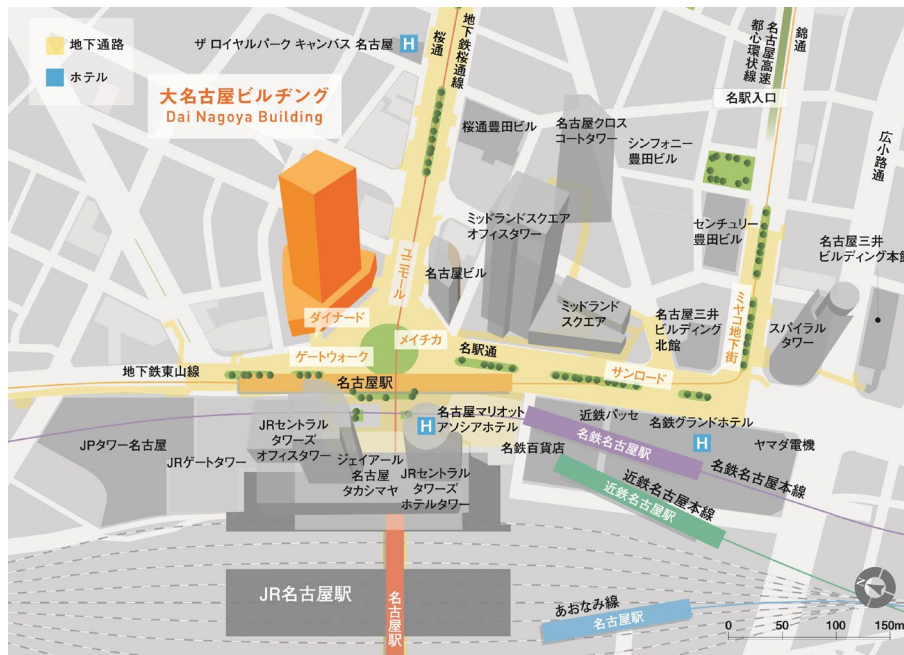 地下通路
ホテル
ザ ロイヤルパーク キャンバス 名古屋
H
桜通
地下鉄桜通線
名古屋高速
都心環状線
錦通
名駅入口
広小路通
大名古屋ビルヂング
Dai Nagoya Building
桜通豊田ビル
名古屋クロス
コートタワー
シンフォニー
豊田ビル
ミッドランドスクエア
オフィスタワー
センチュリー
豊田ビル
名古屋三井
ビルディング本館
ユニモール
名古屋ビル
ミッドランド
スクエア
名古屋三井
ビルディング
北館
ミヤコ地下街
スパイラル
タワー
ダイナード
メイチカ
ゲートウォーク
名駅通
サンロード
地下鉄東山線
名古屋駅
JPタワー名古屋
JRゲートタワー
JRセントラル
タワーズ
オフィスタワー
ジェイアール
名古屋
タカシマヤ
H
名古屋マリオット
アソシアホテル
JRセントラル
タワーズ
ホテルタワー
名鉄百貨店
近鉄パッセ
名鉄グランドホテル
H
ヤマダ電機
名鉄名古屋駅
名鉄名古屋本線
近鉄名古屋本線
近鉄名古屋駅
JR名古屋駅
名古屋駅
あおなみ線
名古屋駅
N
0 50 100 150m